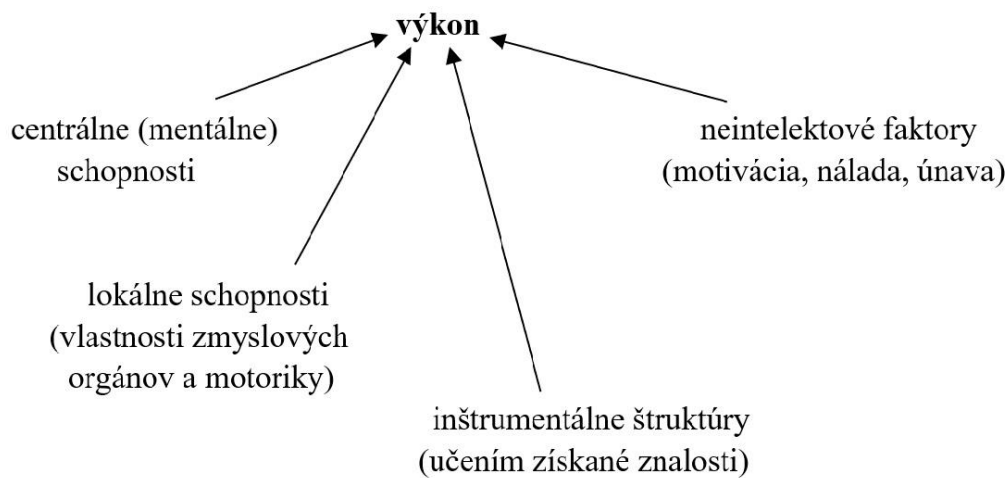 výkon
centrálne (mentálne)
schopnosti
neintelektové faktory
(motivácia, nálada, únava)
lokálne schopnosti
(vlastnosti zmyslových
orgánov a motoriky)
inštrumentálne štruktúry
(učením získané znalosti)